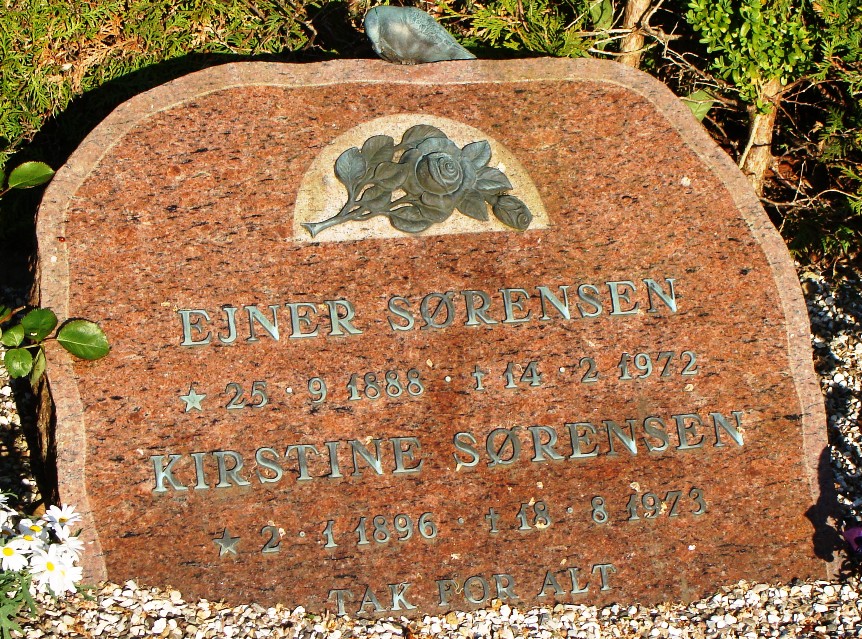 EJNER SØRENSEN
★ 25 · 9 1888 · † 14 · 2 1972
KIRSTINE SØRENSEN
★ 2 · 1 1896 · † 18 · 8 1973
TAK FOR ALT